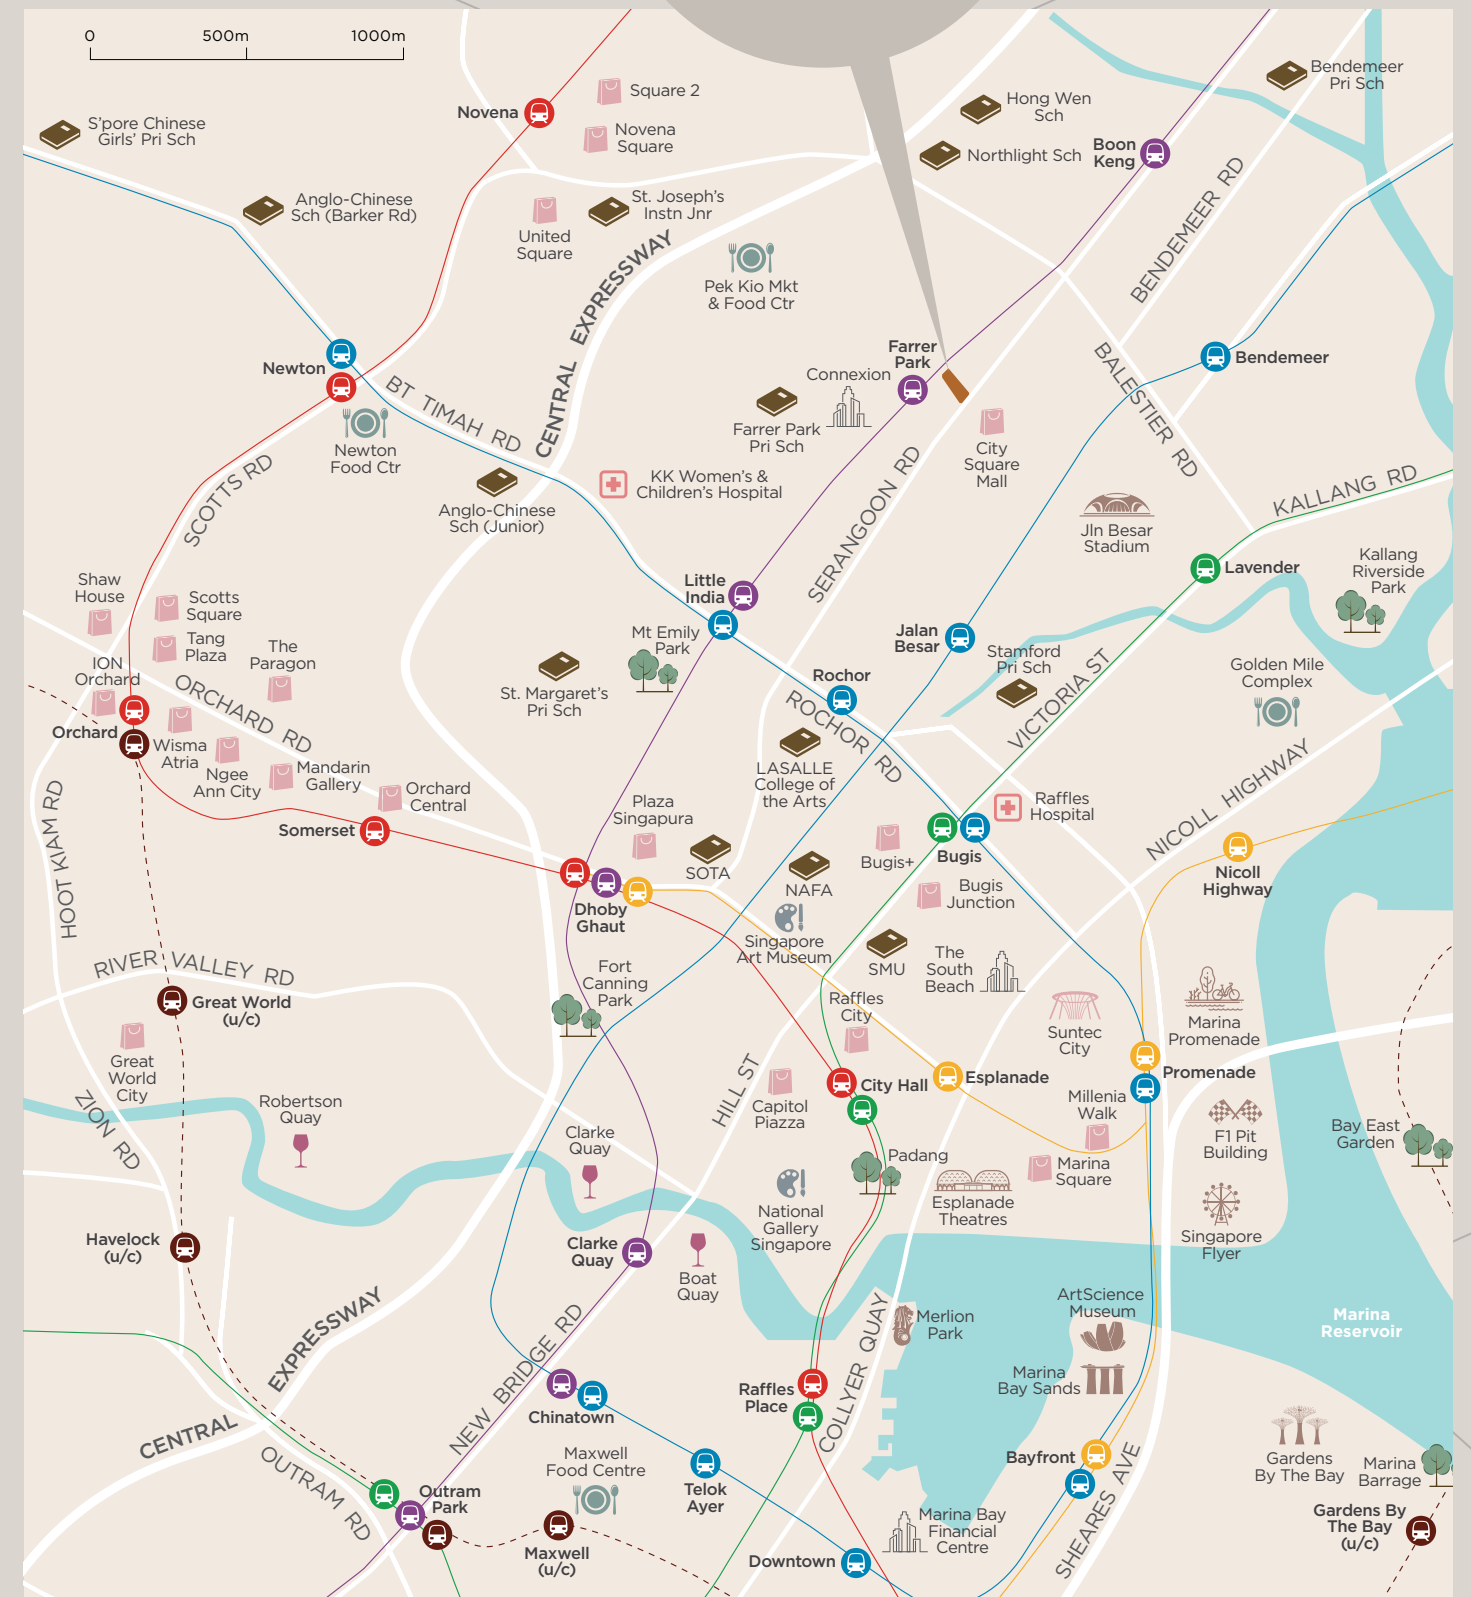 0 500m 1000m
Novena
Square 2
Novena
Square
S'pore Chinese
Girls' Pri Sch
Anglo-Chinese
Sch (Barker Rd)
United
Square
St. Joseph's
Instn Jnr
CENTRAL EXPRESSWAY
Pek Kio Mkt
& Food Ctr
Hong Wen
Sch
Northlight Sch
Boon
Keng
Bendemeer
Pri Sch
BENDEMEER RD
Newton
BT TIMAH RD
Newton
Food Ctr
SCOTTS RD
Anglo-Chinese
Sch (Junior)
KK Women's &
Children's Hospital
Farrer
Park
Connexion
Farrer Park
Pri Sch
City
Square
Mall
SERANGOON RD
BALESTIER RD
Bendemeer
Jln Besar
Stadium
KALLANG RD
Lavender
Kallang
Riverside
Park
Shaw
House
Scotts
Square
Tang
Plaza
The
Paragon
ION
Orchard
Orchard
ORCHARD RD
Wisma
Atria
Ngee
Ann City
Mandarin
Gallery
Orchard
Central
Somerset
Little
India
Mt Emily
Park
St. Margaret's
Pri Sch
Rochor
ROCHOR RD
Jalan
Besar
Stamford
Pri Sch
VICTORIA ST
Golden Mile
Complex
NICOLL HIGHWAY
Nicoll
Highway
LASALLE
College of
the Arts
Plaza
Singapura
SOTA
NAFA
Bugis+
Bugis
Raffles
Hospital
Bugis
Junction
Dhoby
Ghaut
Singapore
Art Museum
SMU
The
South
Beach
HOOT KIAM RD
RIVER VALLEY RD
Great World
(u/c)
Great
World
City
ZION RD
Robertson
Quay
Fort
Canning
Park
Raffles
City
Suntec
City
Marina
Promenade
HILL ST
Capitol
Piazza
City Hall
Esplanade
Promenade
Millenia
Walk
F1 Pit
Building
Bay East
Garden
Clarke
Quay
Padang
Marina
Square
Esplanade
Theatres
National
Gallery
Singapore
Singapore
Flyer
Havelock
(u/c)
Clarke
Quay
Boat
Quay
CENTRAL EXPRESSWAY
NEW BRIDGE RD
COLLYER QUAY
Merlion
Park
ArtScience
Museum
Marina
Reservoir
Marina
Bay Sands
Raffles
Place
Chinatown
Maxwell
Food Centre
Telok
Ayer
OUTRAM RD
Outram
Park
Maxwell
(u/c)
Downtown
Marina Bay
Financial
Centre
Bayfront
SHEARES AVE
Gardens
By The Bay
Marina
Barrage
Gardens By
The Bay
(u/c)